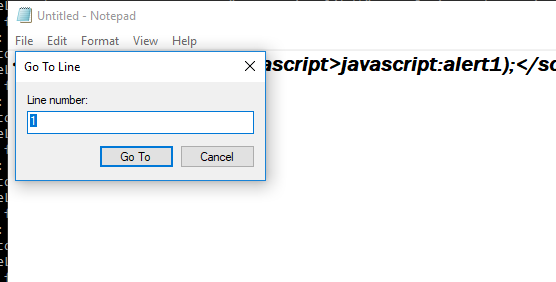 Untitled - Notepad
File Edit Format View Help
ascript>javascript:alert1);</sc
Go To Line
Line number:
1
Go To Cancel